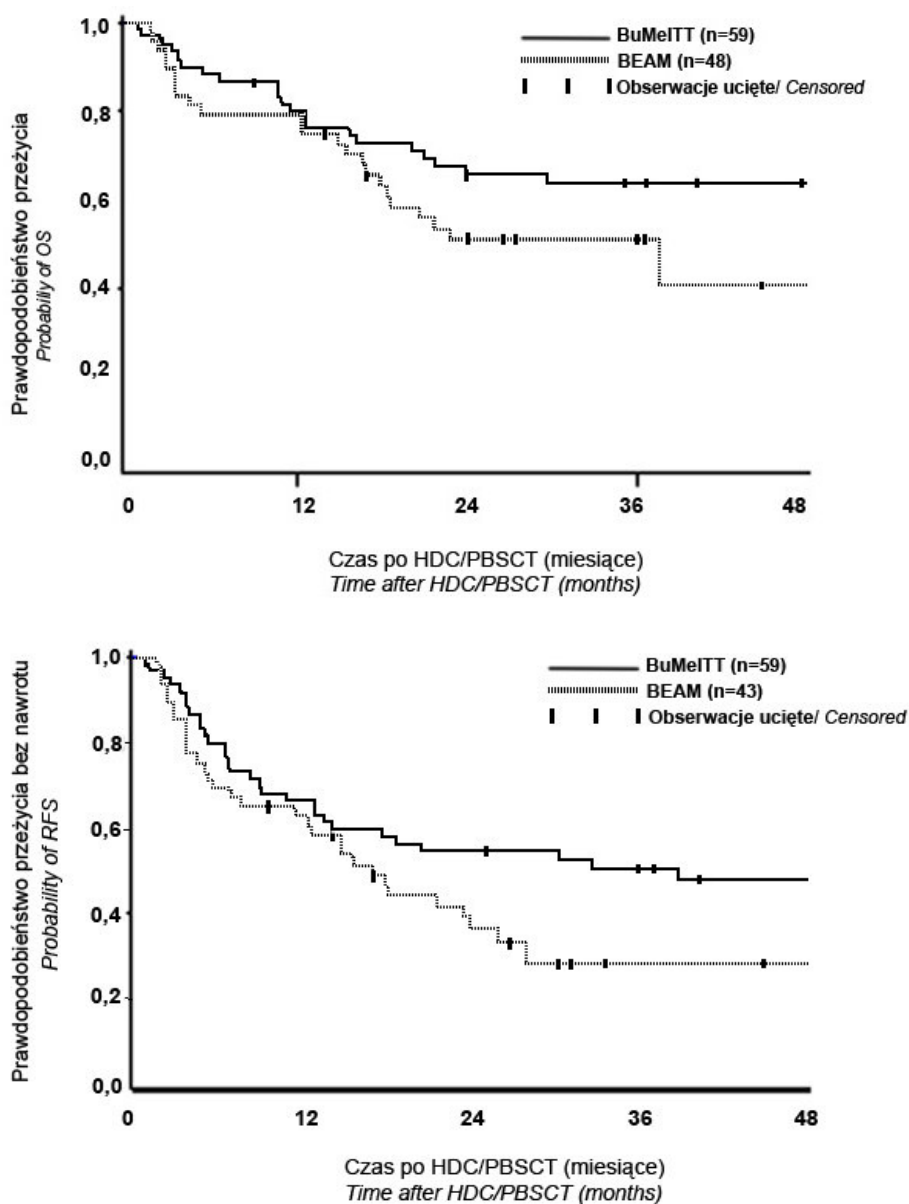 BuMelTT (n=59)
BEAM (n=48)
Obserwacje ucięte/ Censored
1,0
0,8
0,6
0,4
0,2
0,0
Prawdopodobieństwo przeżycia
Probabiliy of OS
0 12 24 36 48
Czas po HDC/PBSCT (miesiące)
Time after HDC/PBSCT (months)
BuMelTT (n=59)
BEAM (n=43)
Obserwacje ucięte/ Censored
1,0
0,8
0,6
0,4
0,2
0,0
Prawdopodobieństwo przeżycia bez nawrotu
Probability of RFS
0 12 24 36 48
Czas po HDC/PBSCT (miesiące)
Time after HDC/PBSCT (months)